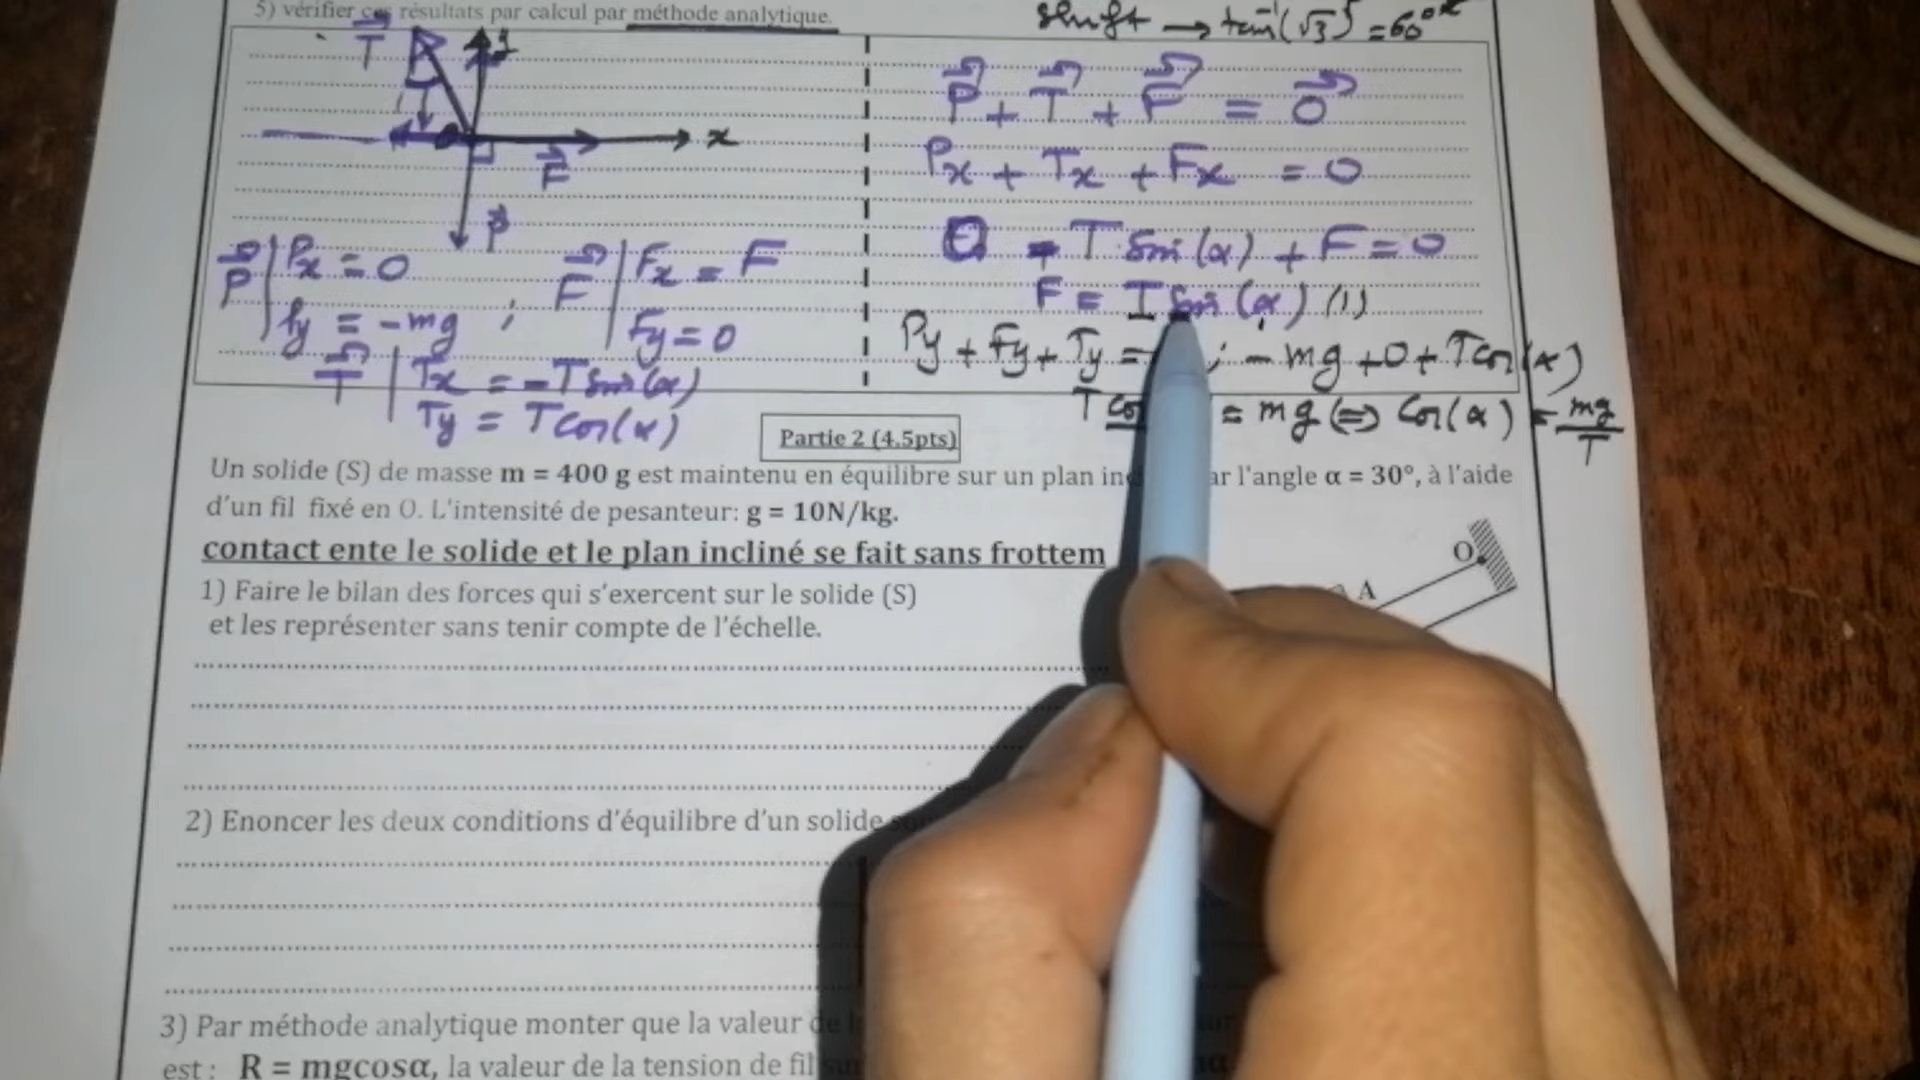 5) vérifier ces résultats par calcul par méthode analytique.
shift → tan⁻¹(√3) = 60
T
y
x
F
P
P | Px = 0
Py = -mg ;
F | Fx = F
Fy = 0
T | Tx = -T sin(α)
Ty = T cos(α)
P + T + F = 0
Px + Tx + Fx = 0
0 - T sin(α) + F = 0
F = T sin(α) (1)
Py + Fy + Ty = ; -mg + 0 + T cos(α)
T = mg ⟺ cos(α) = mg/T
Partie 2 (4,5pts)
Un solide (S) de masse m = 400 g est maintenu en équilibre sur un plan l'angle α = 30°, à l'aide
d'un fil fixé en O. L'intensité de pesanteur: g = 10N/kg.
contact ente le solide et le plan incliné se fait sans frottem
O
A
1) Faire le bilan des forces qui s'exercent sur le solide (S)
et les représenter sans tenir compte de l'échelle.
2) Enoncer les deux conditions d'équilibre d'un solide
3) Par méthode analytique monter que la valeur de
est : R = mgcosα, la valeur de la tension de fil